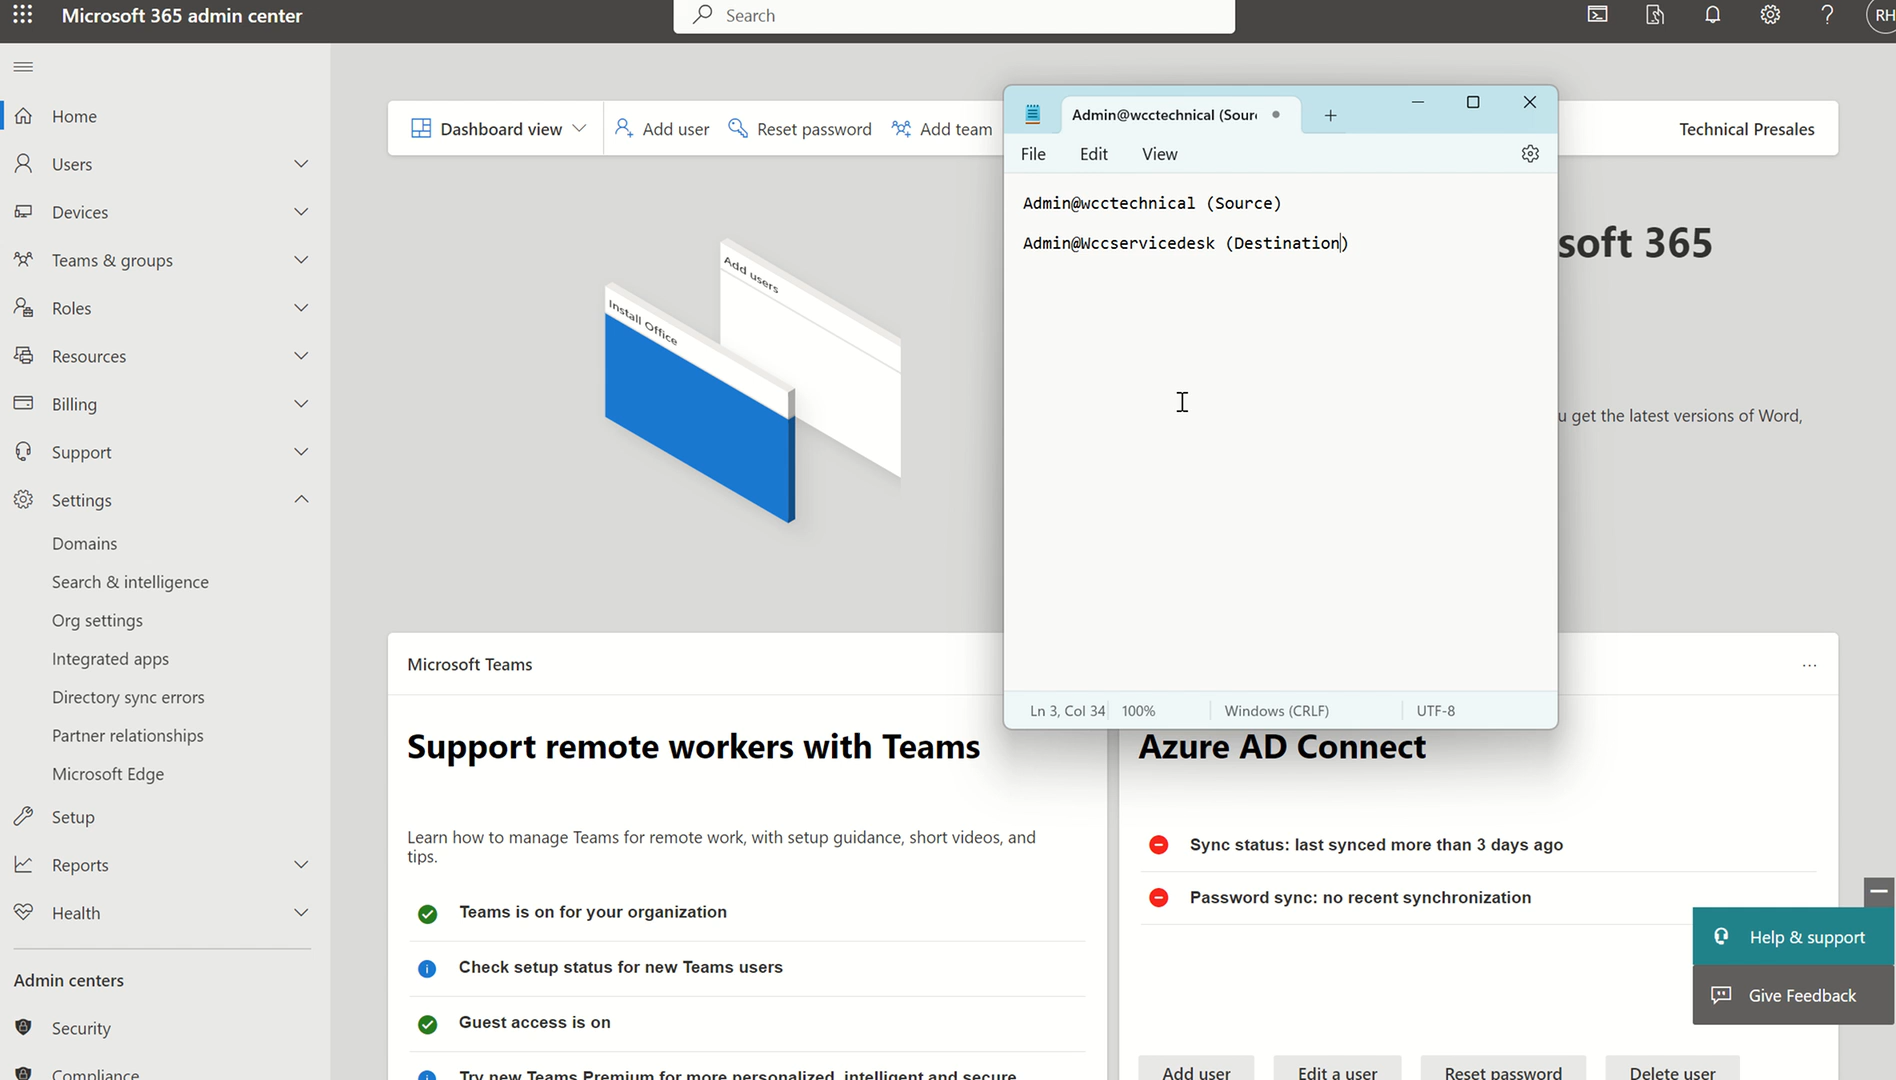 Microsoft 365 admin center
Search
RH
Home
Users
Devices
Teams & groups
Roles
Resources
Billing
Support
Settings
Domains
Search & intelligence
Org settings
Integrated apps
Directory sync errors
Partner relationships
Microsoft Edge
Setup
Reports
Health
Admin centers
Security
Compliance
Dashboard view
Add user
Reset password
Add team
Technical Presales
Add users
Install Office
soft 365
u get the latest versions of Word,
Admin@wcctechnical (Sour
File
Edit
View
Admin@wcctechnical (Source)
Admin@Wccservicedesk (Destination)
Ln 3, Col 34
100%
Windows (CRLF)
UTF-8
Microsoft Teams
Support remote workers with Teams
Learn how to manage Teams for remote work, with setup guidance, short videos, and
tips.
Teams is on for your organization
Check setup status for new Teams users
Guest access is on
Try new Teams Premium for more personalized, intelligent and secure
Azure AD Connect
Sync status: last synced more than 3 days ago
Password sync: no recent synchronization
Add user
Edit a user
Reset password
Delete user
Help & support
Give Feedback